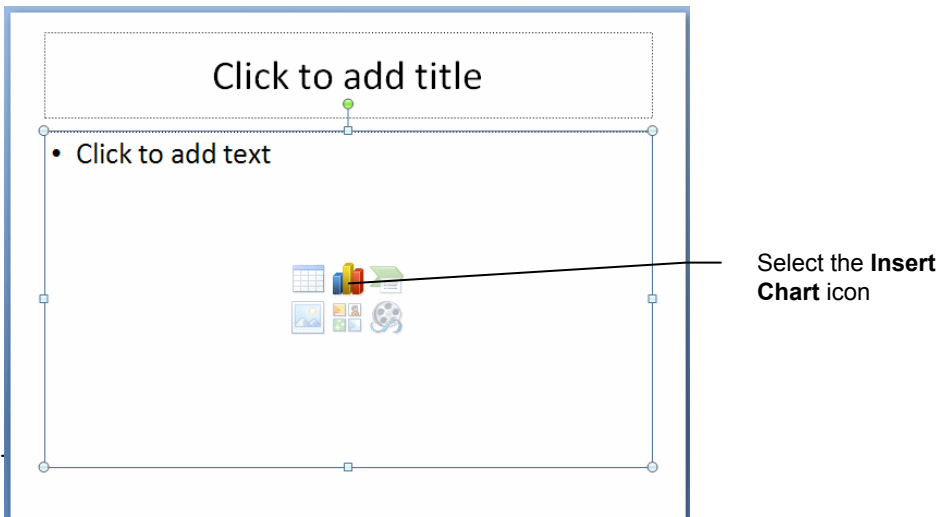 Click to add title
• Click to add text
Select the Insert
Chart icon